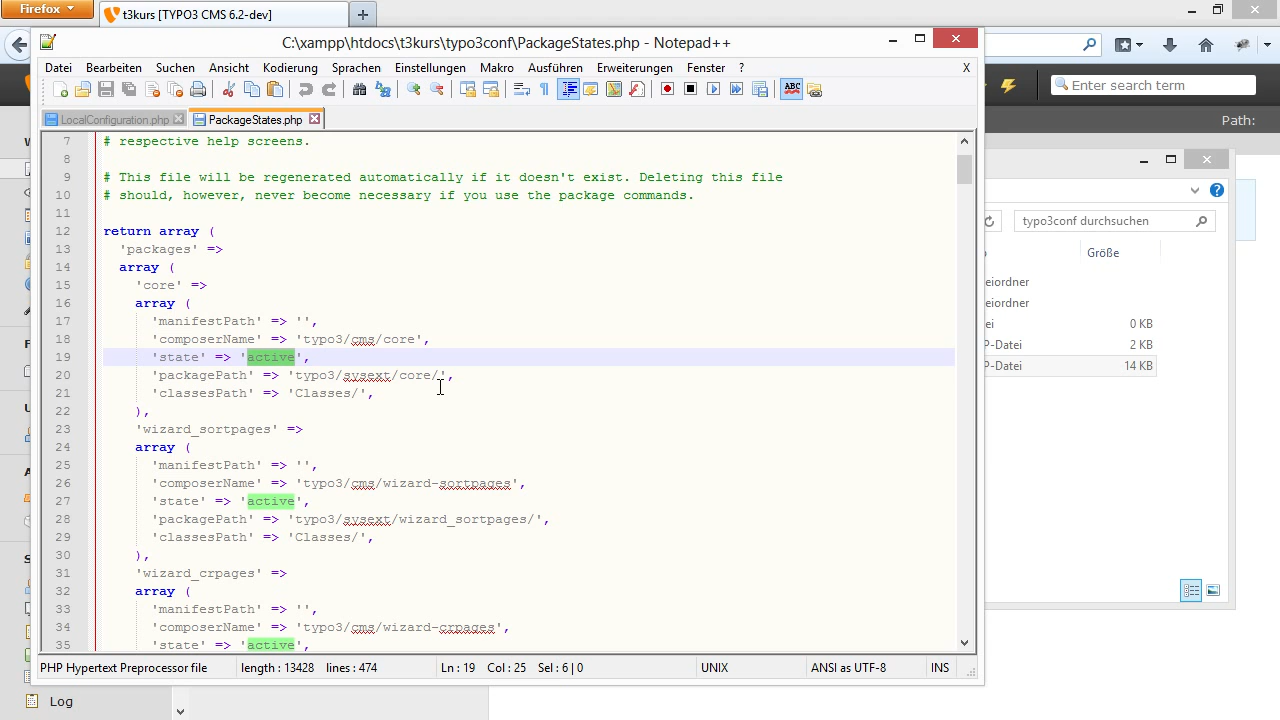 Firefox
t3kurs [TYPO3 CMS 6.2-dev]
C:\xampp\htdocs\t3kurs\typo3conf\PackageStates.php - Notepad++
Datei Bearbeiten Suchen Ansicht Kodierung Sprachen Einstellungen Makro Ausführen Erweiterungen Fenster ? X
Enter search term
LocalConfiguration.php PackageStates.php
Path:
7 # respective help screens.
8
9 # This file will be regenerated automatically if it doesn't exist. Deleting this file
10 # should, however, never become necessary if you use the package commands.
11
12 return array (
13 'packages' =>
14 array (
15 'core' =>
16 array (
17 'manifestPath' => '',
18 'composerName' => 'typo3/cms/core',
19 'state' => 'active',
20 'packagePath' => 'typo3/sysext/core/',
21 'classesPath' => 'Classes/',
22 ),
23 'wizard_sortpages' =>
24 array (
25 'manifestPath' => '',
26 'composerName' => 'typo3/cms/wizard-sortpages',
27 'state' => 'active',
28 'packagePath' => 'typo3/sysext/wizard_sortpages/',
29 'classesPath' => 'Classes/',
30 ),
31 'wizard_crpages' =>
32 array (
33 'manifestPath' => '',
34 'composerName' => 'typo3/cms/wizard-crpages',
35 'state' => 'active',
typo3conf durchsuchen
Größe
eiordner
eiordner
ei 0 KB
P-Datei 2 KB
P-Datei 14 KB
PHP Hypertext Preprocessor file length : 13428 lines : 474 Ln : 19 Col : 25 Sel : 6 | 0 UNIX ANSI as UTF-8 INS
Log